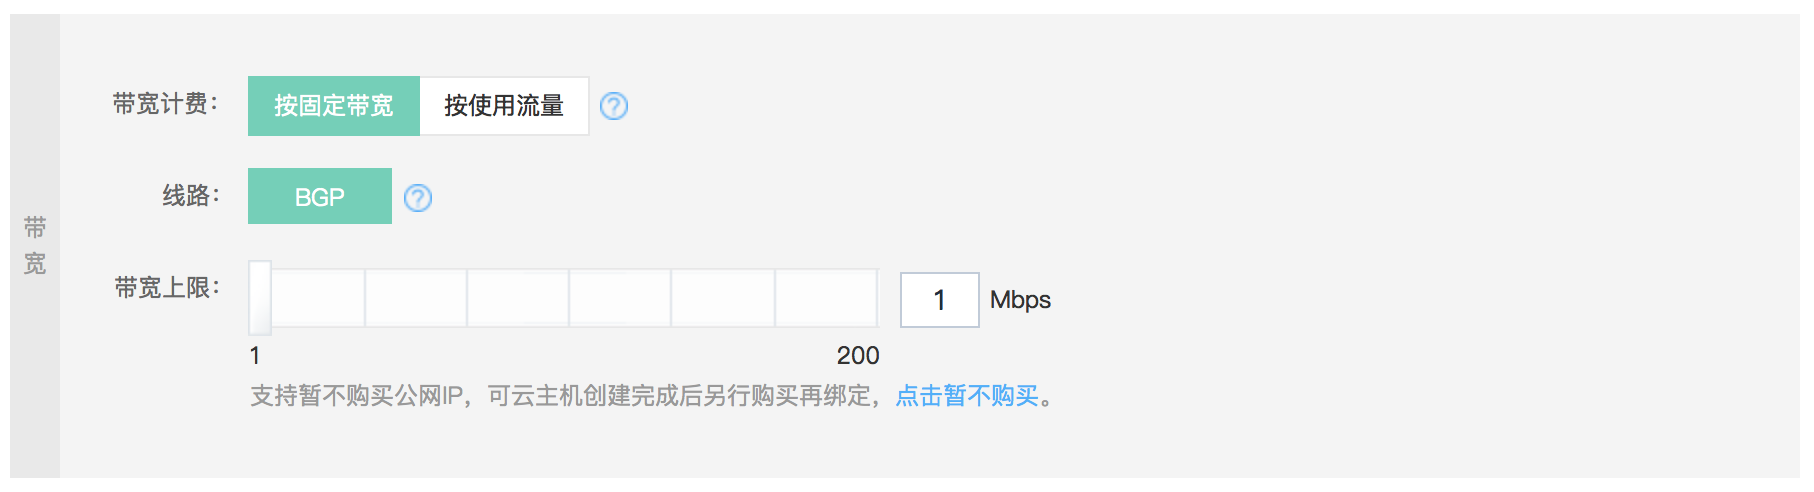 带宽
带宽计费： 按固定带宽 按使用流量 ?
线路： BGP ?
带宽上限： 1 Mbps
1 200
支持暂不购买公网IP，可云主机创建完成后另行购买再绑定，点击暂不购买。